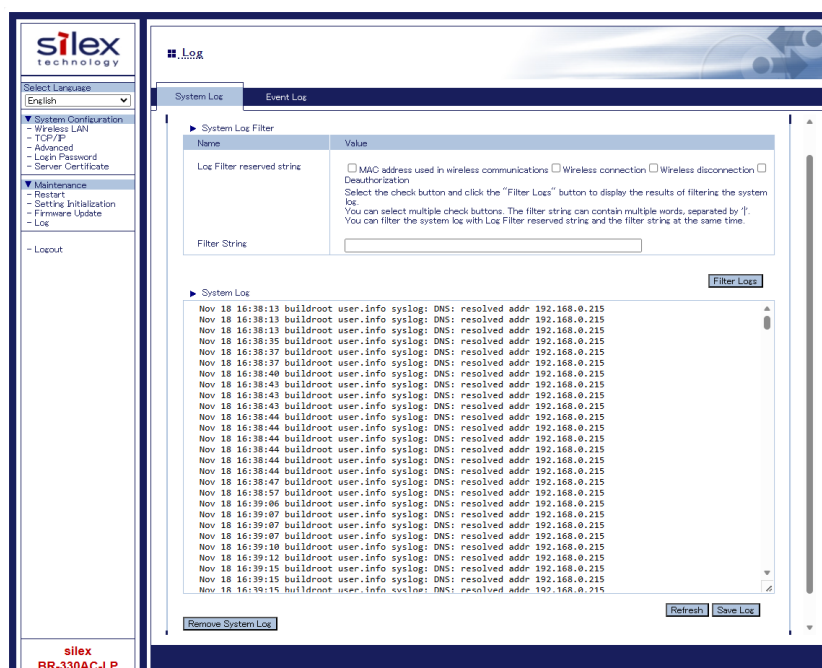 silex
technology
Log
Select Language
English
System Log
Event Log
▼ System Configuration
- Wireless LAN
- TCP/IP
- Advanced
- Login Password
- Server Certificate
▼ Maintenance
- Restart
- Setting Initialization
- Firmware Update
- Log
- Logout
▶ System Log Filter
Name Value
Log Filter reserved string
MAC address used in wireless communications Wireless connection Wireless disconnection
Deauthorization
Select the check button and click the "Filter Logs" button to display the results of filtering the system
log.
You can select multiple check buttons. The filter string can contain multiple words, separated by '|'.
You can filter the system log with Log Filter reserved string and the filter string at the same time.
Filter String
Filter Logs
▶ System Log
Nov 18 16:38:13 buildroot user.info syslog: DNS: resolved addr 192.168.0.215
Nov 18 16:38:13 buildroot user.info syslog: DNS: resolved addr 192.168.0.215
Nov 18 16:38:13 buildroot user.info syslog: DNS: resolved addr 192.168.0.215
Nov 18 16:38:35 buildroot user.info syslog: DNS: resolved addr 192.168.0.215
Nov 18 16:38:37 buildroot user.info syslog: DNS: resolved addr 192.168.0.215
Nov 18 16:38:37 buildroot user.info syslog: DNS: resolved addr 192.168.0.215
Nov 18 16:38:40 buildroot user.info syslog: DNS: resolved addr 192.168.0.215
Nov 18 16:38:43 buildroot user.info syslog: DNS: resolved addr 192.168.0.215
Nov 18 16:38:43 buildroot user.info syslog: DNS: resolved addr 192.168.0.215
Nov 18 16:38:43 buildroot user.info syslog: DNS: resolved addr 192.168.0.215
Nov 18 16:38:44 buildroot user.info syslog: DNS: resolved addr 192.168.0.215
Nov 18 16:38:44 buildroot user.info syslog: DNS: resolved addr 192.168.0.215
Nov 18 16:38:44 buildroot user.info syslog: DNS: resolved addr 192.168.0.215
Nov 18 16:38:44 buildroot user.info syslog: DNS: resolved addr 192.168.0.215
Nov 18 16:38:44 buildroot user.info syslog: DNS: resolved addr 192.168.0.215
Nov 18 16:38:44 buildroot user.info syslog: DNS: resolved addr 192.168.0.215
Nov 18 16:38:47 buildroot user.info syslog: DNS: resolved addr 192.168.0.215
Nov 18 16:38:57 buildroot user.info syslog: DNS: resolved addr 192.168.0.215
Nov 18 16:39:06 buildroot user.info syslog: DNS: resolved addr 192.168.0.215
Nov 18 16:39:07 buildroot user.info syslog: DNS: resolved addr 192.168.0.215
Nov 18 16:39:07 buildroot user.info syslog: DNS: resolved addr 192.168.0.215
Nov 18 16:39:07 buildroot user.info syslog: DNS: resolved addr 192.168.0.215
Nov 18 16:39:10 buildroot user.info syslog: DNS: resolved addr 192.168.0.215
Nov 18 16:39:12 buildroot user.info syslog: DNS: resolved addr 192.168.0.215
Nov 18 16:39:15 buildroot user.info syslog: DNS: resolved addr 192.168.0.215
Nov 18 16:39:15 buildroot user.info syslog: DNS: resolved addr 192.168.0.215
Nov 18 16:39:15 buildroot user.info syslog: DNS: resolved addr 192.168.0.215
Refresh Save Log
Remove System Log
silex
BR-330AC-LP